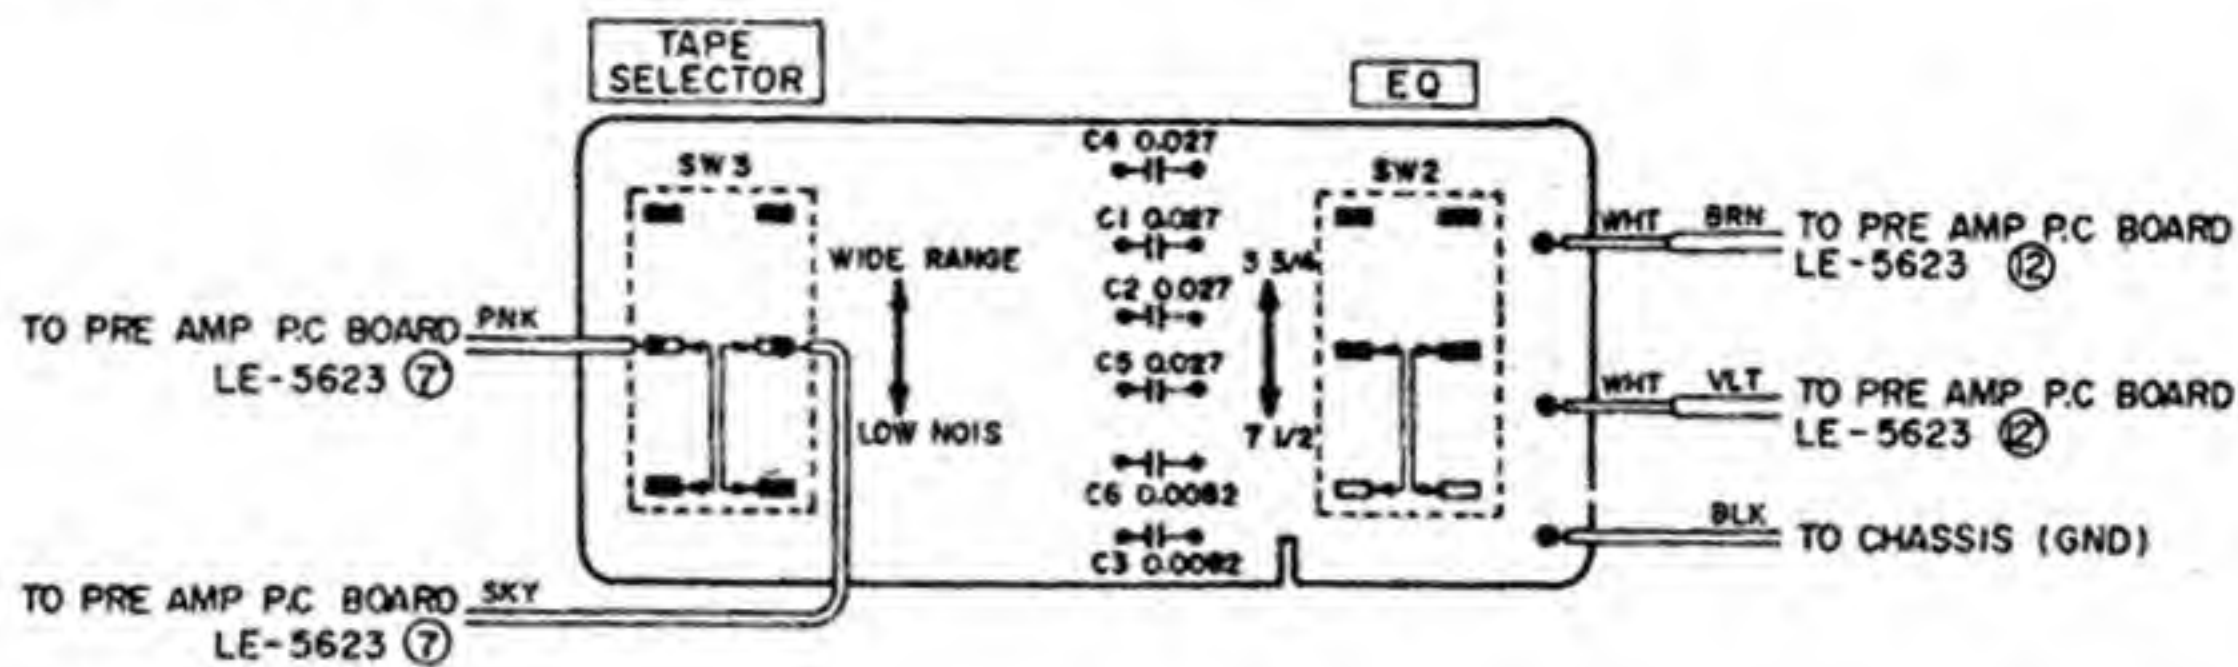 TAPE
SELECTOR
EQ
SW3
C4 0.027
SW2
C1 0.027
WIDE RANGE
3 3/4
C2 0.027
C5 0.027
LOW NOIS
7 1/2
C6 0.0082
C3 0.0082
WHT BRN TO PRE AMP P.C BOARD
LE-5623 ⑫
TO PRE AMP P.C BOARD PNK
LE-5623 ⑦
WHT VLT TO PRE AMP P.C BOARD
LE-5623 ⑫
BLK TO CHASSIS (GND)
TO PRE AMP P.C BOARD SKY
LE-5623 ⑦